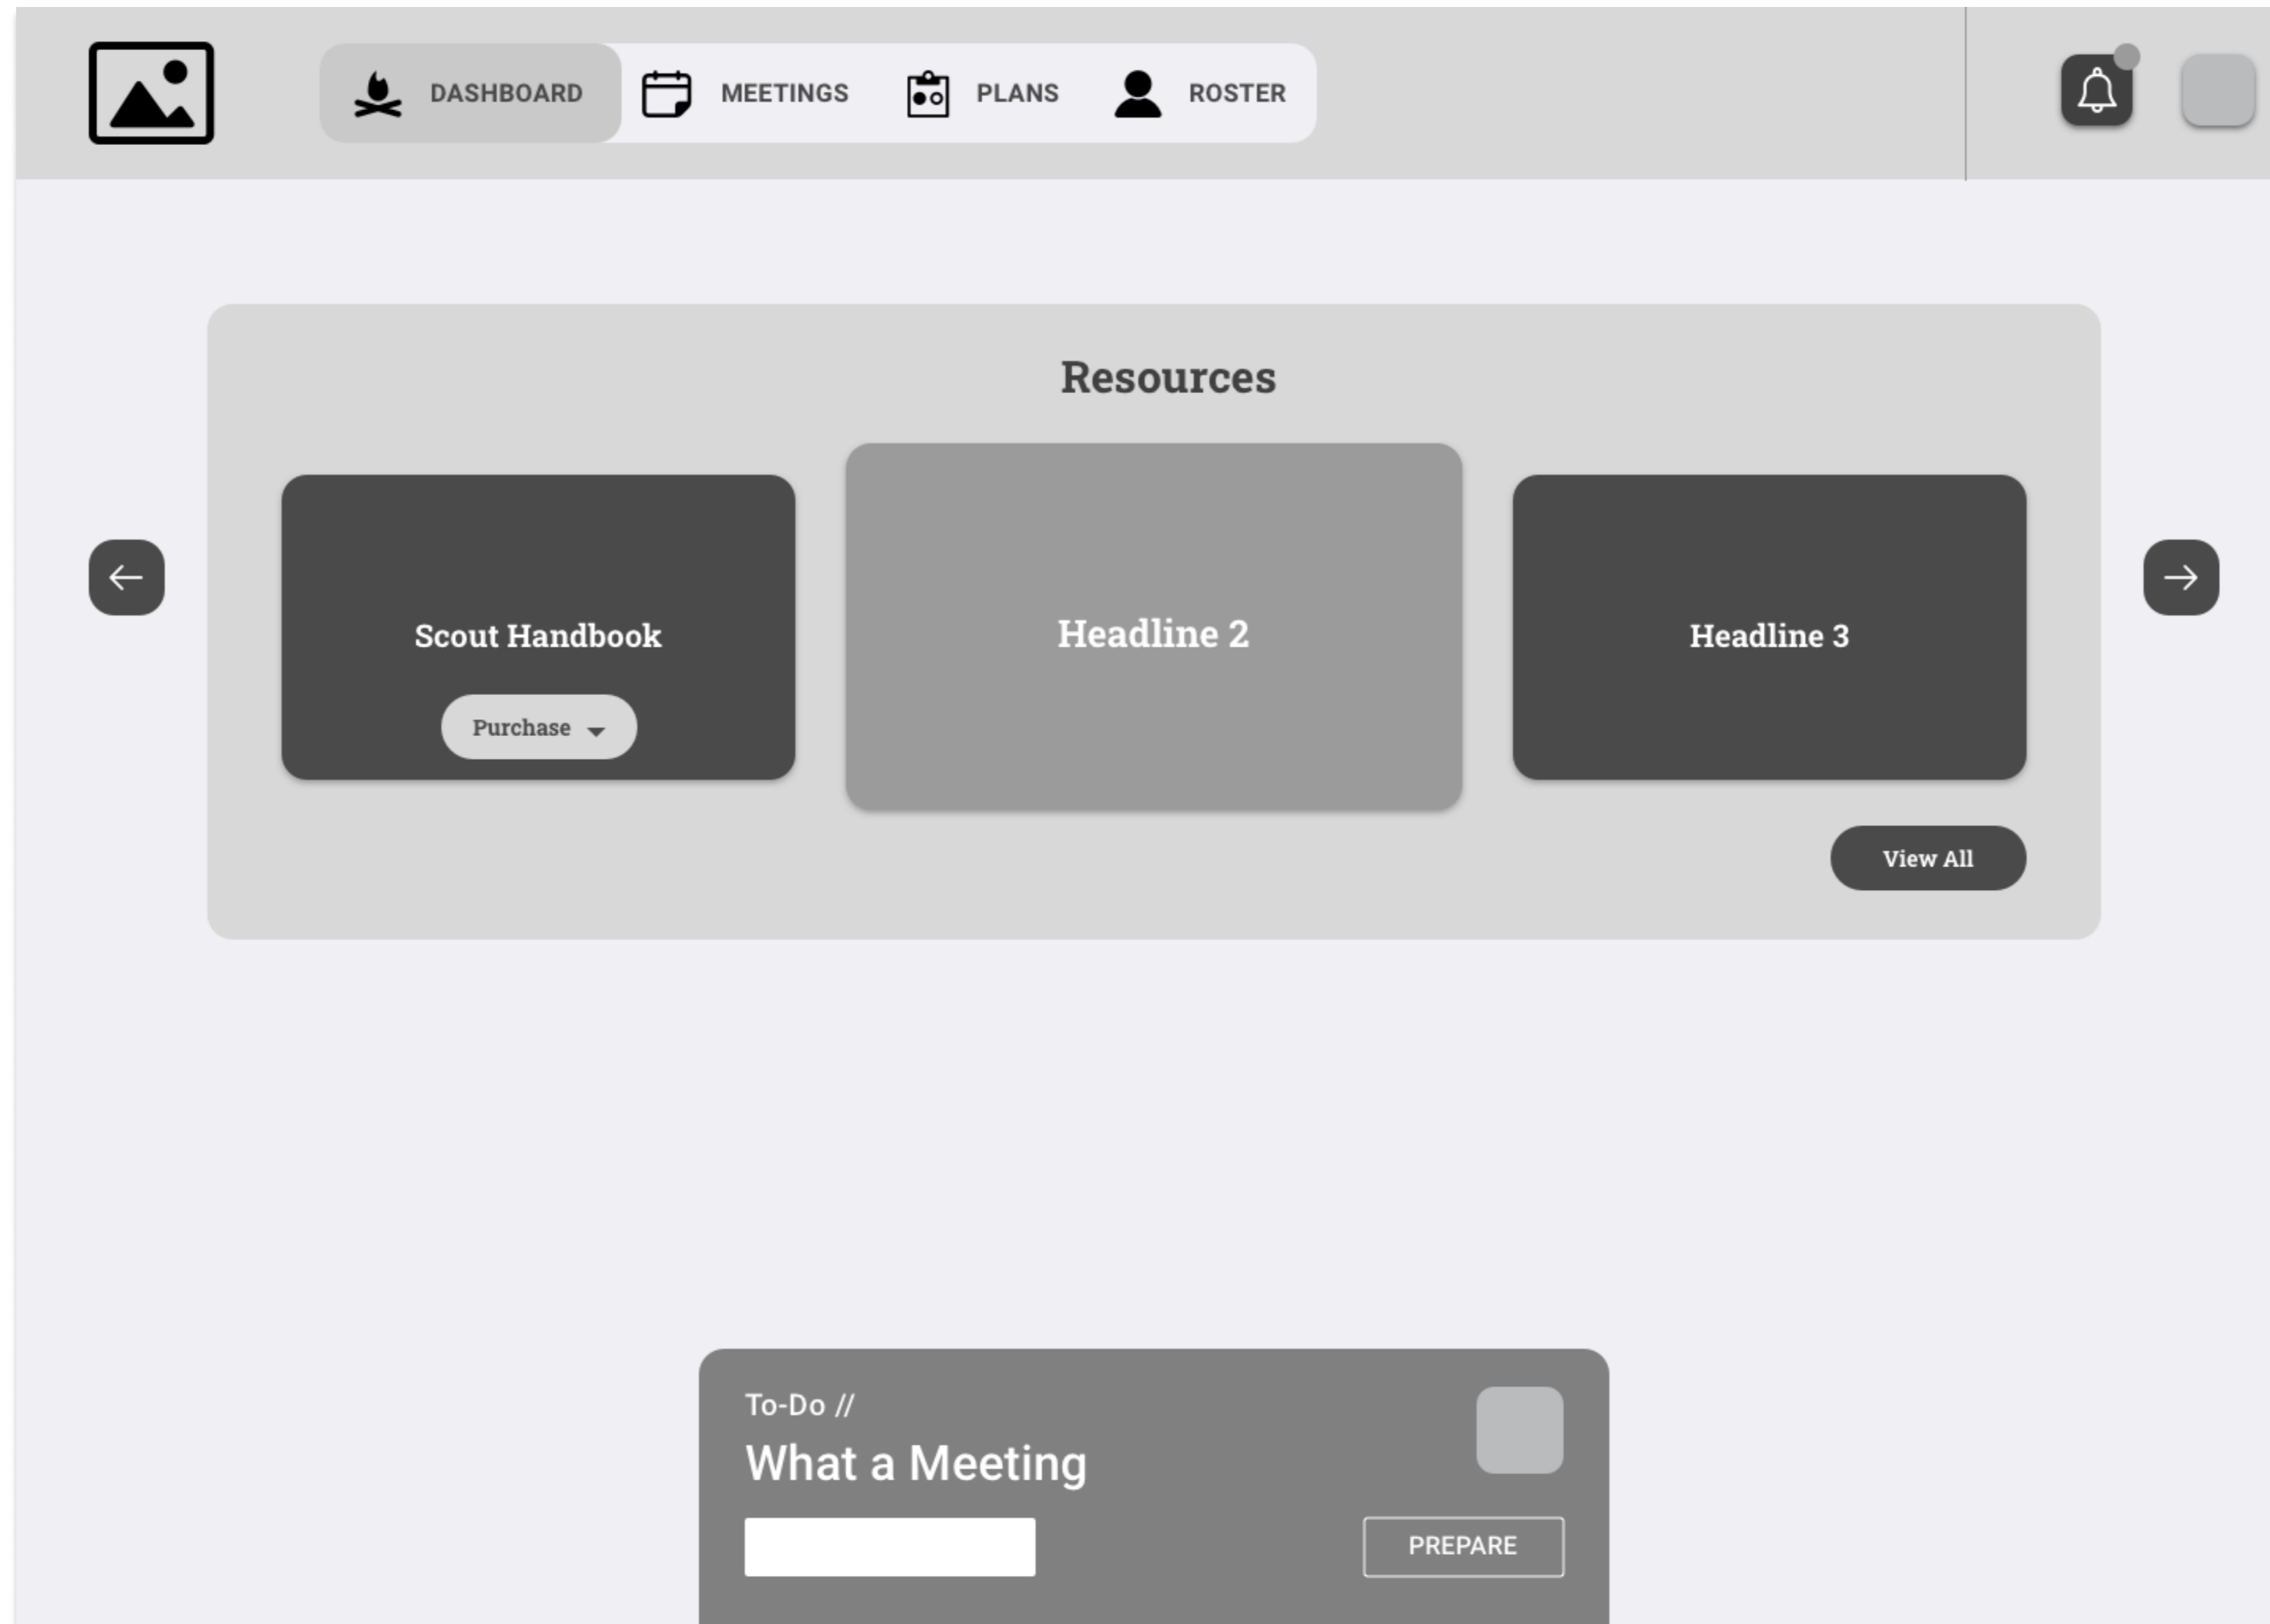 DASHBOARD
MEETINGS
PLANS
ROSTER
Resources
Scout Handbook
Purchase
Headline 2
Headline 3
View All
To-Do //
What a Meeting
PREPARE